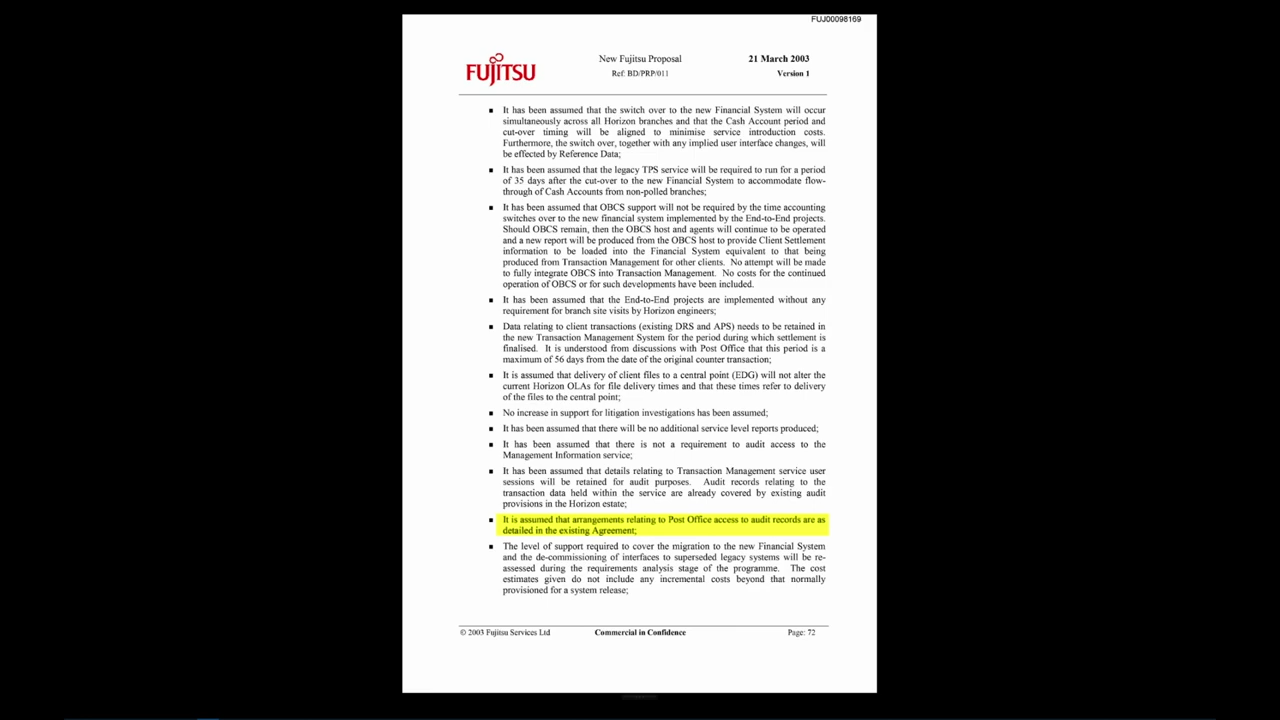 FUJ00098169
FUJITSU
New Fujitsu Proposal
Ref: BD/PRP/011
21 March 2003
Version 1
▪ It has been assumed that the switch over to the new Financial System will occur
simultaneously across all Horizon branches and that the Cash Account period and
cut-over timing will be aligned to minimise service introduction costs.
Furthermore, the switch over, together with any implied user interface changes, will
be effected by Reference Data;
▪ It has been assumed that the legacy TPS service will be required to run for a period
of 35 days after the cut-over to the new Financial System to accommodate flow-
through of Cash Accounts from non-polled branches;
▪ It has been assumed that OBCS support will not be required by the time accounting
switches over to the new financial system implemented by the End-to-End projects.
Should OBCS remain, then the OBCS host and agents will continue to be operated
and a new report will be produced from the OBCS host to provide Client Settlement
information to be loaded into the Financial System equivalent to that being
produced from Transaction Management for other clients. No attempt will be made
to fully integrate OBCS into Transaction Management. No costs for the continued
operation of OBCS or for such developments have been included.
▪ It has been assumed that the End-to-End projects are implemented without any
requirement for branch site visits by Horizon engineers;
▪ Data relating to client transactions (existing DRS and APS) needs to be retained in
the new Transaction Management System for the period during which settlement is
finalised. It is understood from discussions with Post Office that this period is a
maximum of 56 days from the date of the original counter transaction;
▪ It is assumed that delivery of client files to a central point (EDG) will not alter the
current Horizon OLAs for file delivery times and that these times refer to delivery
of the files to the central point;
▪ No increase in support for litigation investigations has been assumed;
▪ It has been assumed that there will be no additional service level reports produced;
▪ It has been assumed that there is not a requirement to audit access to the
Management Information service;
▪ It has been assumed that details relating to Transaction Management service user
sessions will be retained for audit purposes. Audit records relating to the
transaction data held within the service are already covered by existing audit
provisions in the Horizon estate;
▪ It is assumed that arrangements relating to Post Office access to audit records are as
detailed in the existing Agreement;
▪ The level of support required to cover the migration to the new Financial System
and the de-commissioning of interfaces to superseded legacy systems will be re-
assessed during the requirements analysis stage of the programme. The cost
estimates given do not include any incremental costs beyond that normally
provisioned for a system release;
© 2003 Fujitsu Services Ltd
Commercial in Confidence
Page: 72